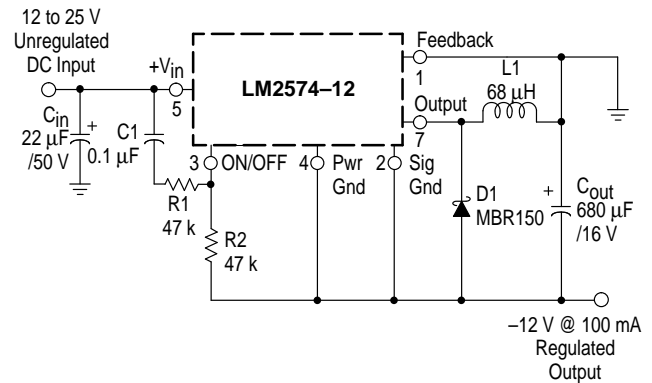 12 to 25 V
Unregulated
DC Input
+Vin
5
Cin
22 μF
/50 V
+
C1
0.1 μF
LM2574–12
Feedback
1
Output
7
L1
68 μH
3
ON/OFF
4
Pwr
Gnd
2
Sig
Gnd
R1
47 k
R2
47 k
D1
MBR150
+
Cout
680 μF
/16 V
–12 V @ 100 mA
Regulated
Output